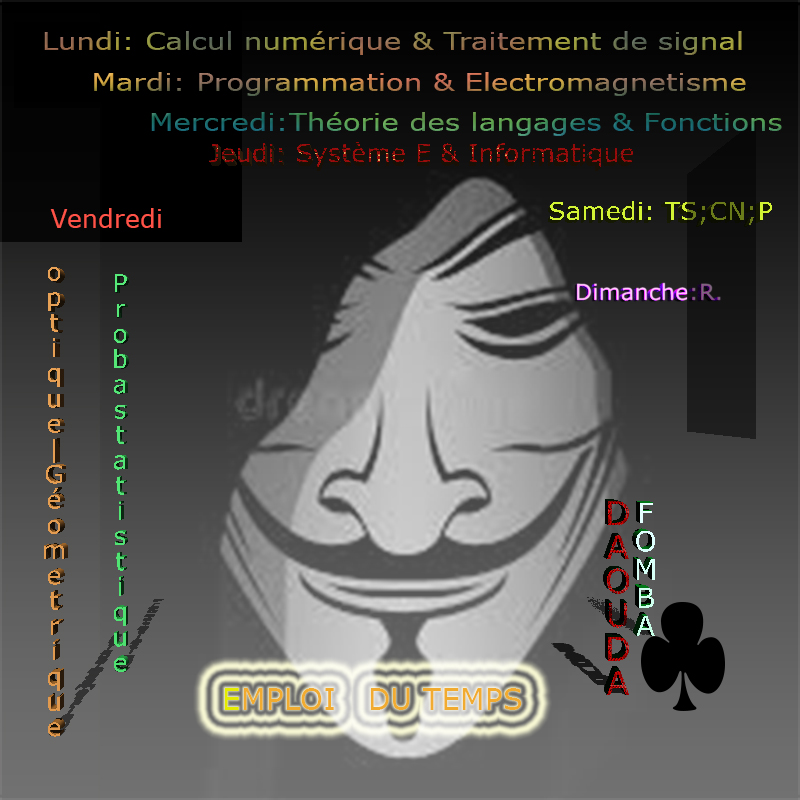 Lundi: Calcul numérique & Traitement de signal
Mardi: Programmation & Electromagnetisme
Mercredi:Théorie des langages & Fonctions
Jeudi: Système E & Informatique
Vendredi
Samedi: TS;CN;P
Dimanche:R.
optique|Géometrique
Probastatistique
DAOUDA
FOMBA
EMPLOI DU TEMPS